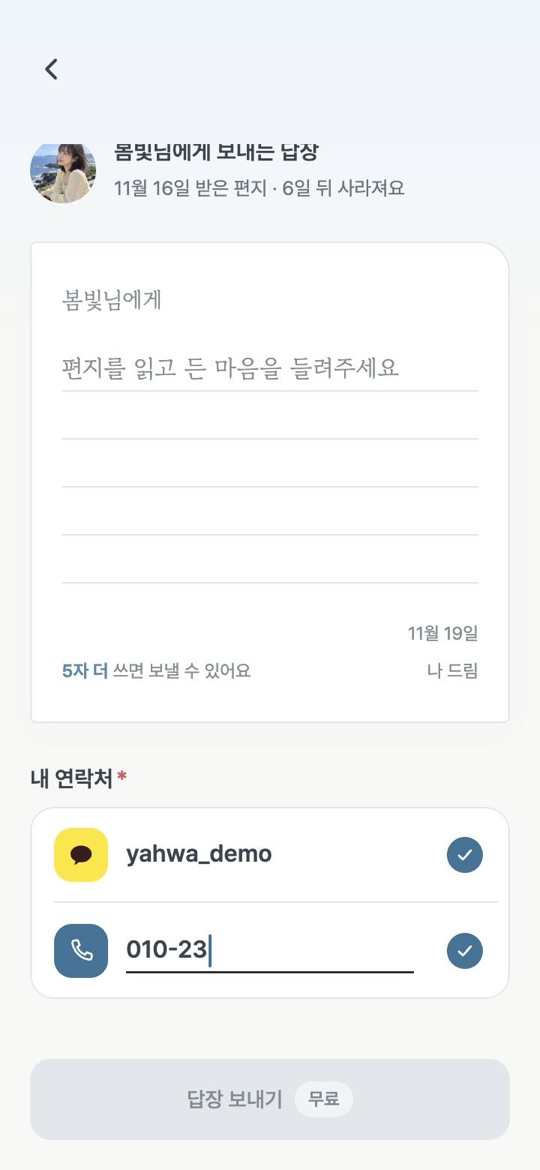 봄빛님에게 보내는 답장
11월 16일 받은 편지 · 6일 뒤 사라져요
봄빛님에게
편지를 읽고 든 마음을 들려주세요
11월 19일
5자 더 쓰면 보낼 수 있어요
나 드림
내 연락처 *
yahwa_demo
010-23
답장 보내기 무료